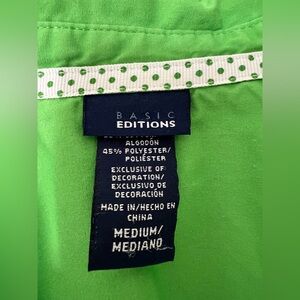 BASIC
EDITIONS
ALGODÓN
45% POLYESTER/
POLIÉSTER
EXCLUSIVE OF
DECORATION/
EXCLUSIVO DE
DECORACIÓN
MADE IN/HECHO EN
CHINA
MEDIUM/
MEDIANO